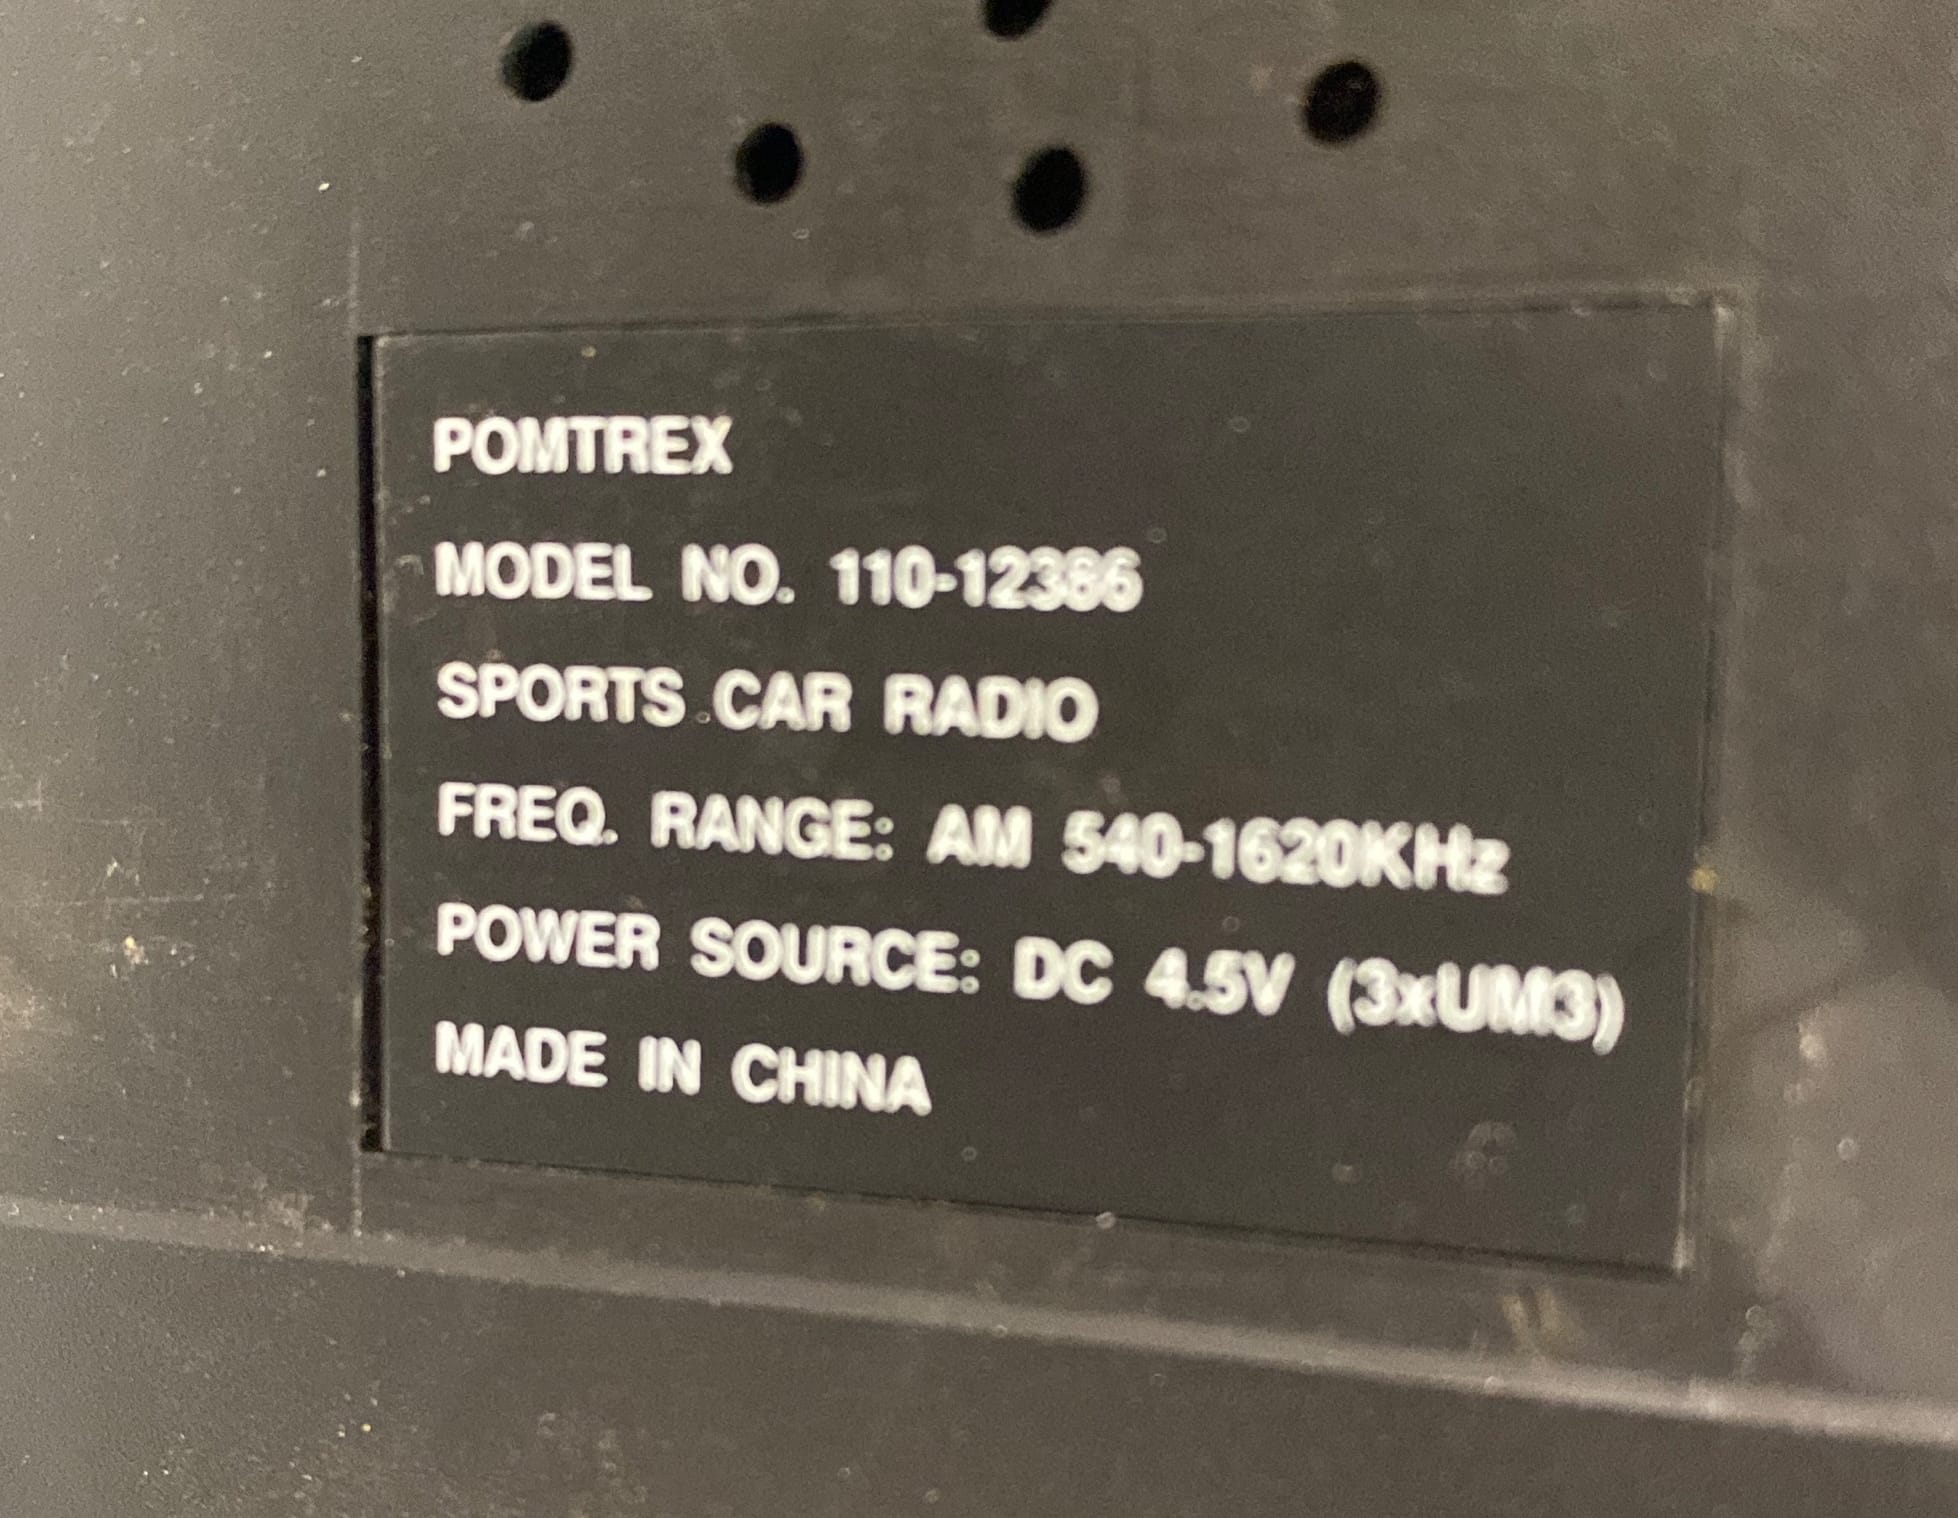 POMTREX
MODEL NO. 110-12386
SPORTS CAR RADIO
FREQ. RANGE: AM 540-1620KHz
POWER SOURCE: DC 4.5V (3xUM3)
MADE IN CHINA